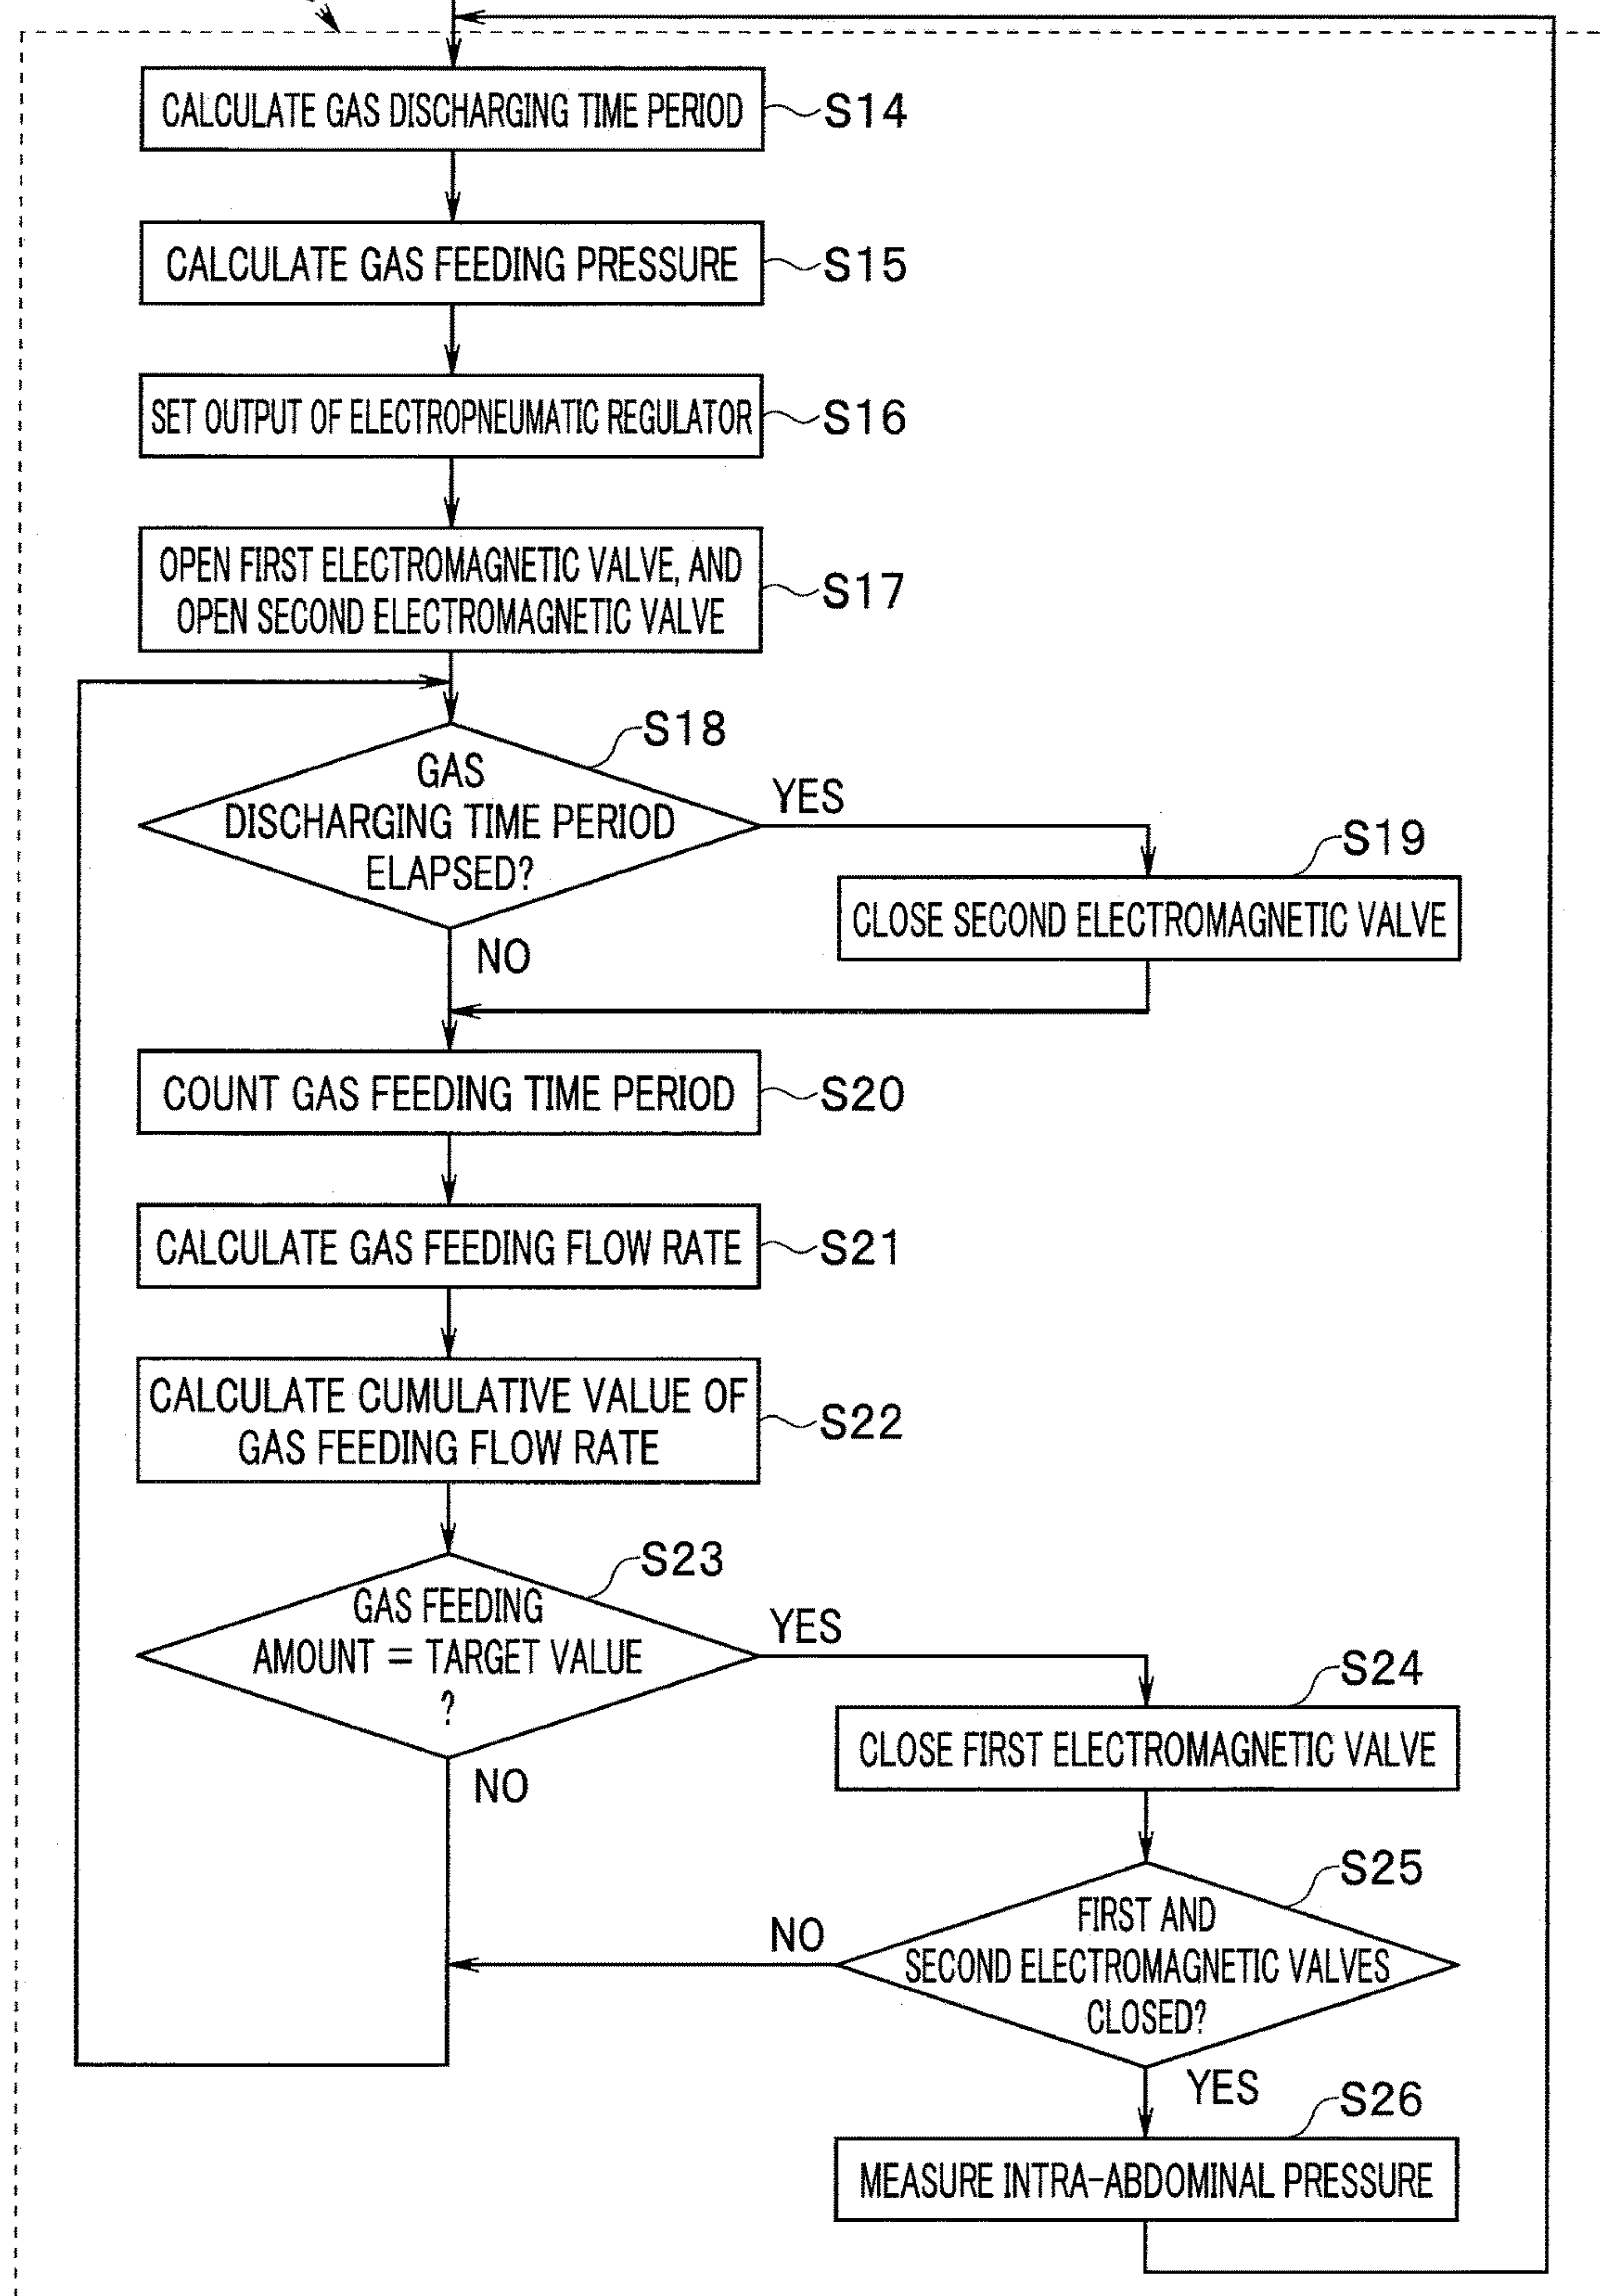 CALCULATE GAS DISCHARGING TIME PERIOD
S14
CALCULATE GAS FEEDING PRESSURE
S15
SET OUTPUT OF ELECTROPNEUMATIC REGULATOR
S16
OPEN FIRST ELECTROMAGNETIC VALVE, AND
OPEN SECOND ELECTROMAGNETIC VALVE
S17
S18
GAS
DISCHARGING TIME PERIOD
ELAPSED?
YES
NO
S19
CLOSE SECOND ELECTROMAGNETIC VALVE
COUNT GAS FEEDING TIME PERIOD
S20
CALCULATE GAS FEEDING FLOW RATE
S21
CALCULATE CUMULATIVE VALUE OF
GAS FEEDING FLOW RATE
S22
S23
GAS FEEDING
AMOUNT = TARGET VALUE
?
YES
NO
S24
CLOSE FIRST ELECTROMAGNETIC VALVE
S25
FIRST AND
SECOND ELECTROMAGNETIC VALVES
CLOSED?
NO
YES
S26
MEASURE INTRA-ABDOMINAL PRESSURE